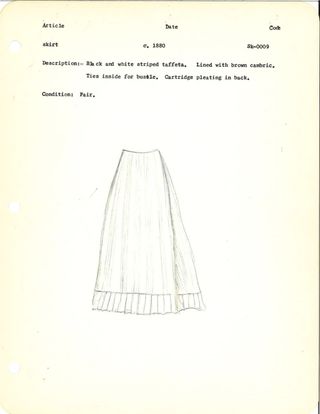 Article Date Code
skirt c. 1880 Sk-0009
Description:- Black and white striped taffeta. Lined with brown cambric.
Ties inside for bustle. Cartridge pleating in back.
Condition: Fair.